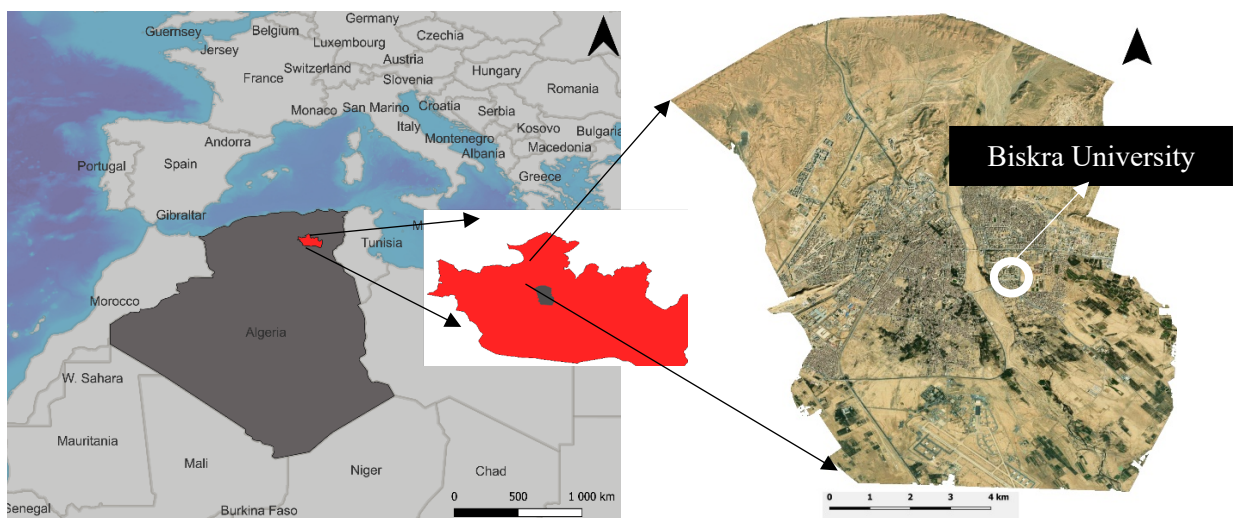 Germany
Guernsey
Belgium
Czechia
Jersey
Luxembourg
Austria
France
Switzerland
Slovenia
Hungary
Romania
Monaco
San Marino
Croatia
Serbia
Andorra
Italy
Kosovo
Bulgaria
Montenegro
Macedonia
Portugal
Spain
Albania
Greece
Gibraltar
M
Tunisia
Morocco
Algeria
W. Sahara
Mauritania
Mali
Niger
Chad
Senegal
Burkina Faso
0 500 1 000 km
Biskra University
0 1 2 3 4 km